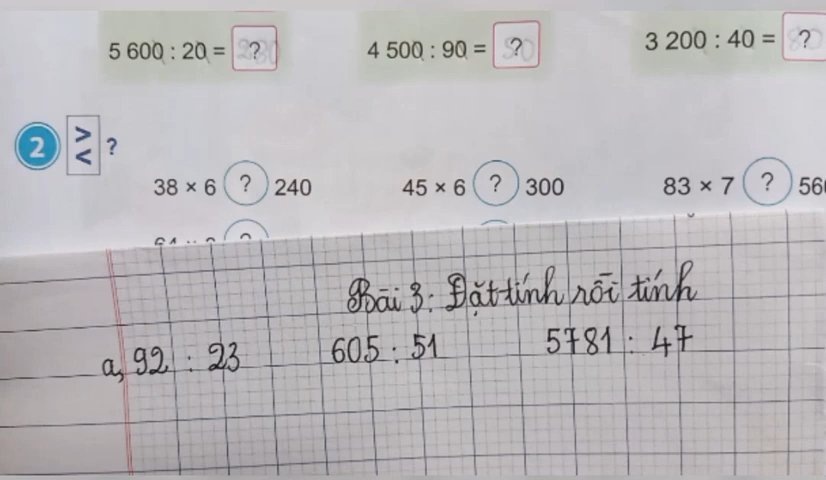 5 600 : 20 = ?
4 500 : 90 = ?
3 200 : 40 = ?
2 > < ?
38 × 6 ? 240
45 × 6 ? 300
83 × 7 ? 56
Bài 3: Đặt tính rồi tính
a, 92 : 23
605 : 51
5781 : 47